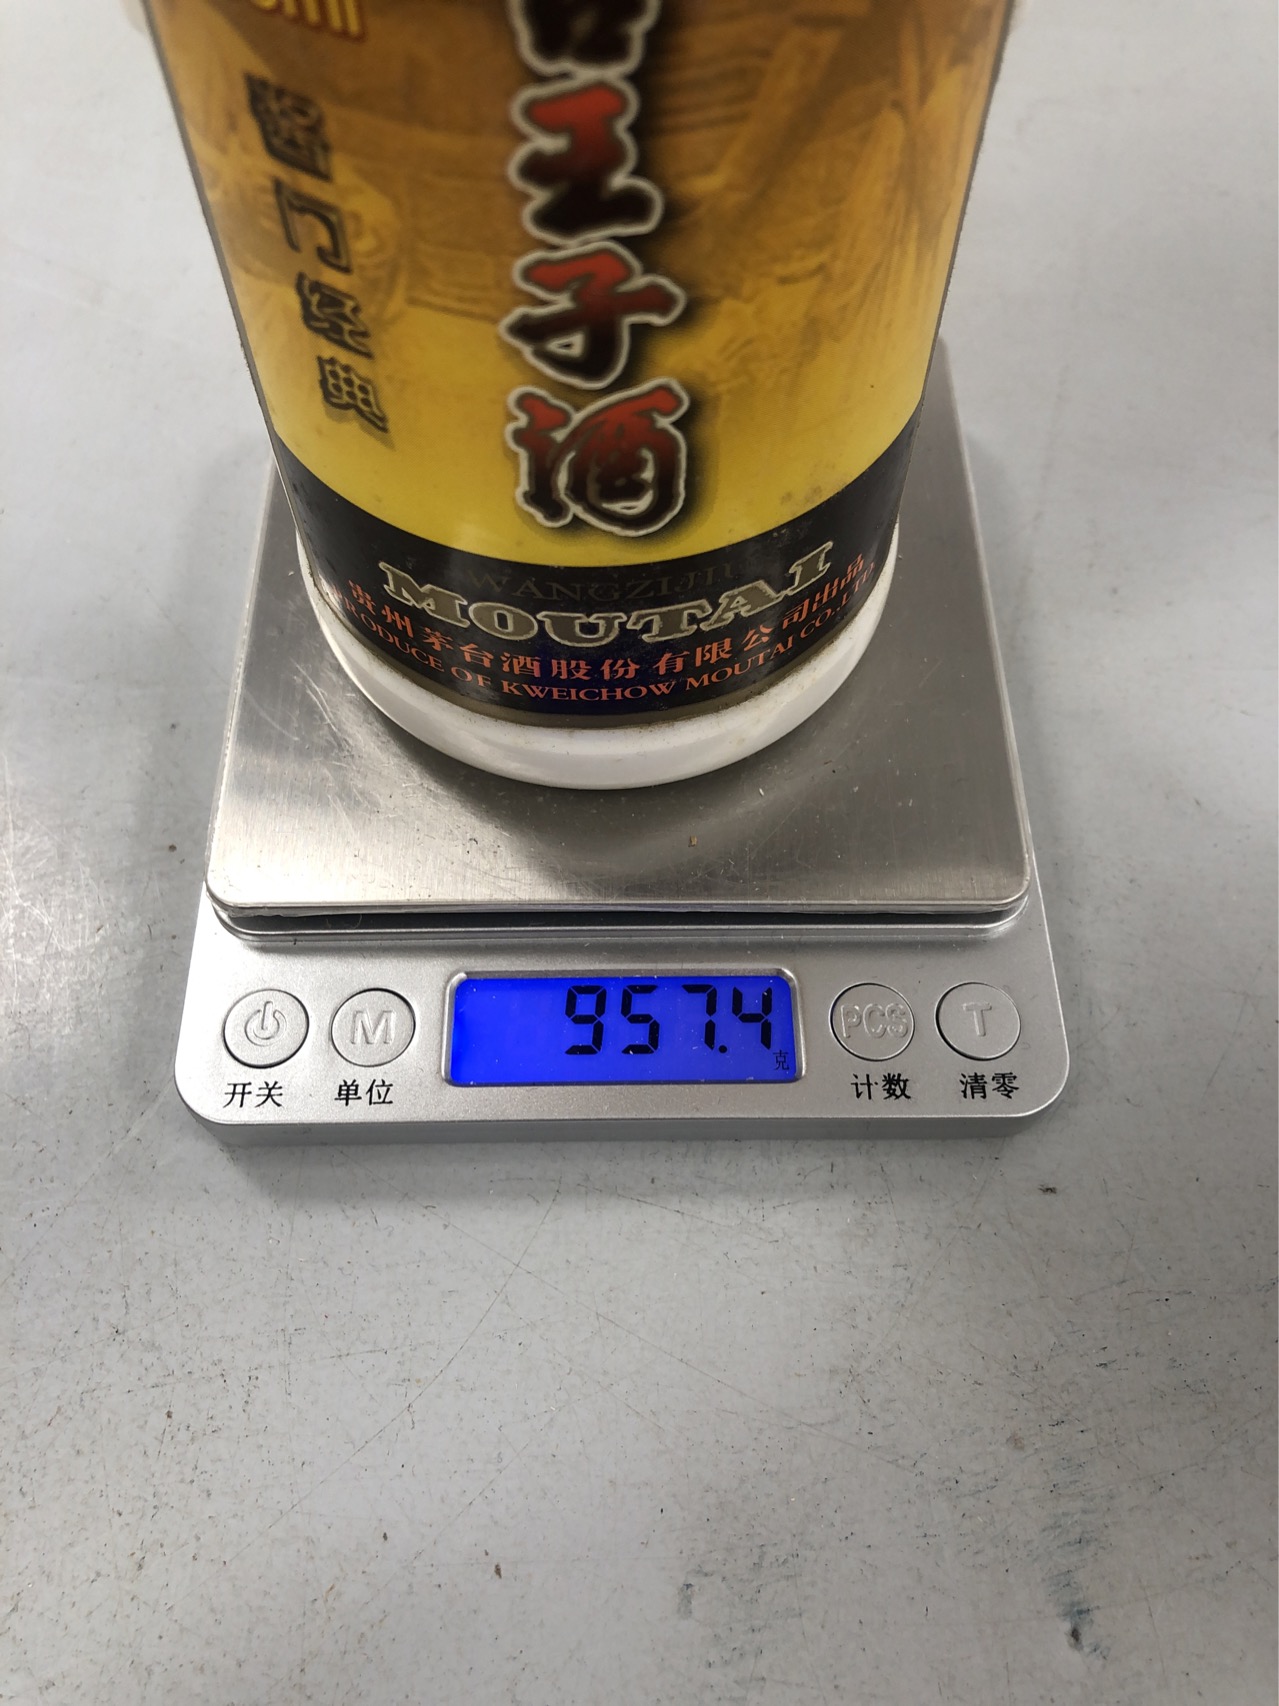 王子酒
酱门经典
WANGZIJIU
MOUTAI
贵州茅台酒股份有限公司出品
PRODUCE OF KWEICHOW MOUTAI CO.,LTD
957.4
克
PCS
T
M
开关
单位
计数
清零